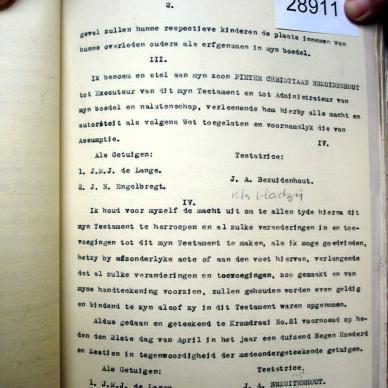 2.
28911
geval zullen hunne respectieve kinderen de plaats innemen van
hunne overleden ouders als erfgenamen in myn boedel.
III.
Ik benoem en stel aan myn zoon PIETER CHRISTIAAN BEZUIDENHOUT
tot Executeur van dit myn Testament en tot Administrateur van
myn boedel en nalatenschap, verleenende hem hierby alle macht en
autoriteit als volgens Wet toegelaten en voornamelyk die van
Assumptie.
IV.
Als Getuigen: Testatrice:
1. J.M.J. de Lange.
J. A. Bezuidenhout.
2. J. N. Engelbregt.
IV.
Ik houd voor myzelf de macht uit om te allen tyde hierna dit
myn Testament te herroepen en al zulke veranderingen in en toe-
voegingen tot dit myn Testament te maken, als ik moge goedvinden,
hetzy by afzonderlyke acte of aan den voet hiervan, verlangende
dat al zulke veranderingen en toevoegingen, zoo gemaakt en van
myne handteekening voorzien, zullen gehouden worden even geldig
en bindend te zyn alsof zy in dit Testament waren opgenomen.
Aldus gedaan en geteekend te Kromdraai No.81 voornoemd op he-
den den 21ste dag van April in het jaar een duizend Negen Honderd
en Zestien in tegenwoordigheid der medeondergeteekende getuigen.
Als Getuigen: Testatrice.
1. J.M.J. de Lange J. A. BEZUIDENHOUT